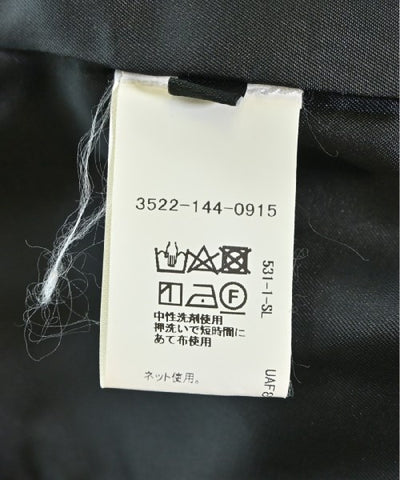 3522-144-0915
F
中性洗剤使用
押洗いで短時間に
あて布使用
ネット使用。
531-1-SL